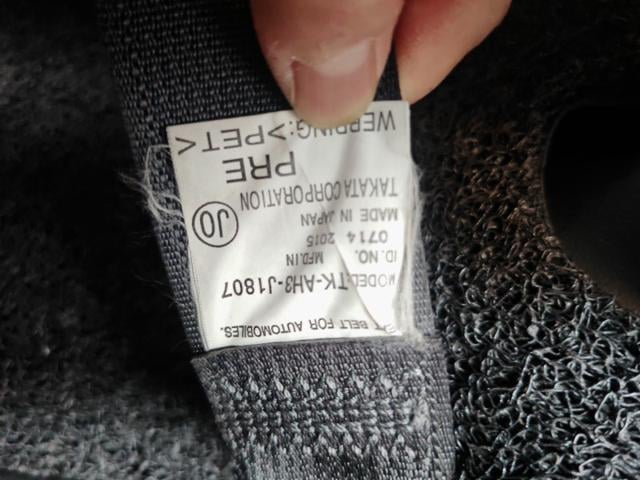 BELT FOR AUTOMOBILES.
MODEL:TK-AH3-J1807
ID. NO. MFD.IN
0714 2015
MADE IN JAPAN
TAKATA CORPORATION
JO
PRE
WEBBING:>PET<